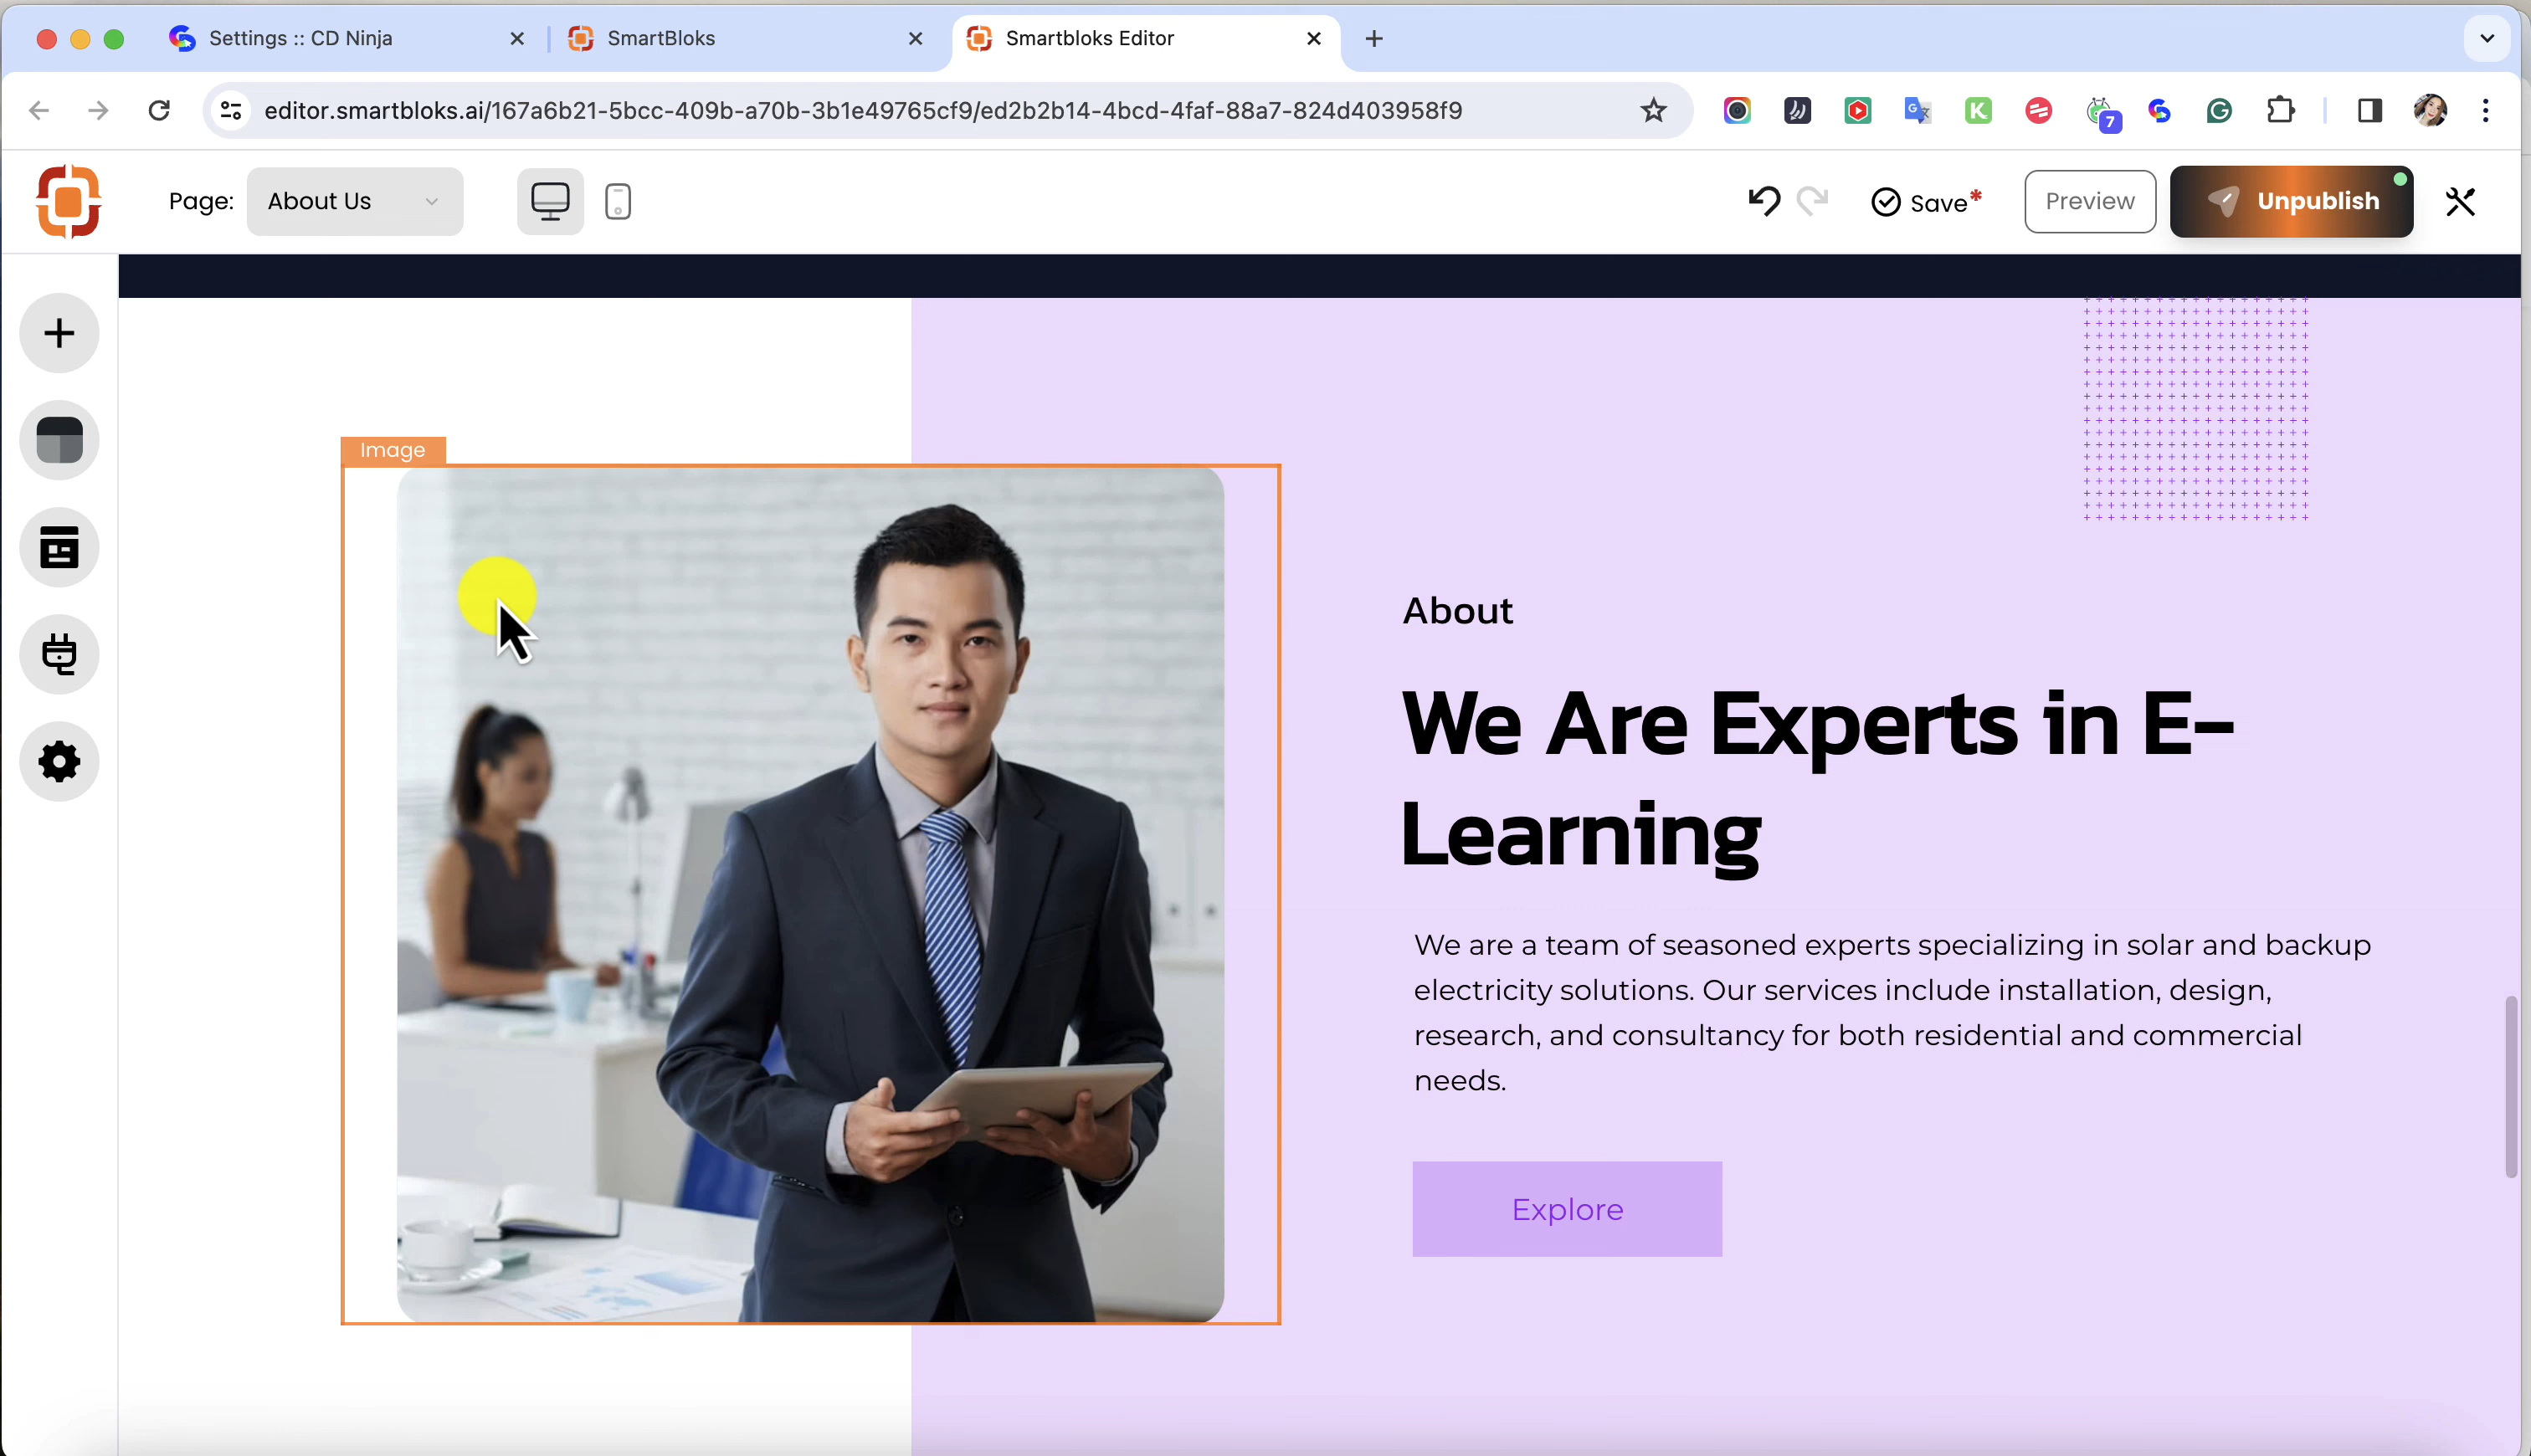 Settings :: CD Ninja
SmartBloks
Smartbloks Editor
editor.smartbloks.ai/167a6b21-5bcc-409b-a70b-3b1e49765cf9/ed2b2b14-4bcd-4faf-88a7-824d403958f9
7
Page:
About Us
Save*
Preview
Unpublish
Image
About
We Are Experts in E-
Learning
We are a team of seasoned experts specializing in solar and backup
electricity solutions. Our services include installation, design,
research, and consultancy for both residential and commercial
needs.
Explore